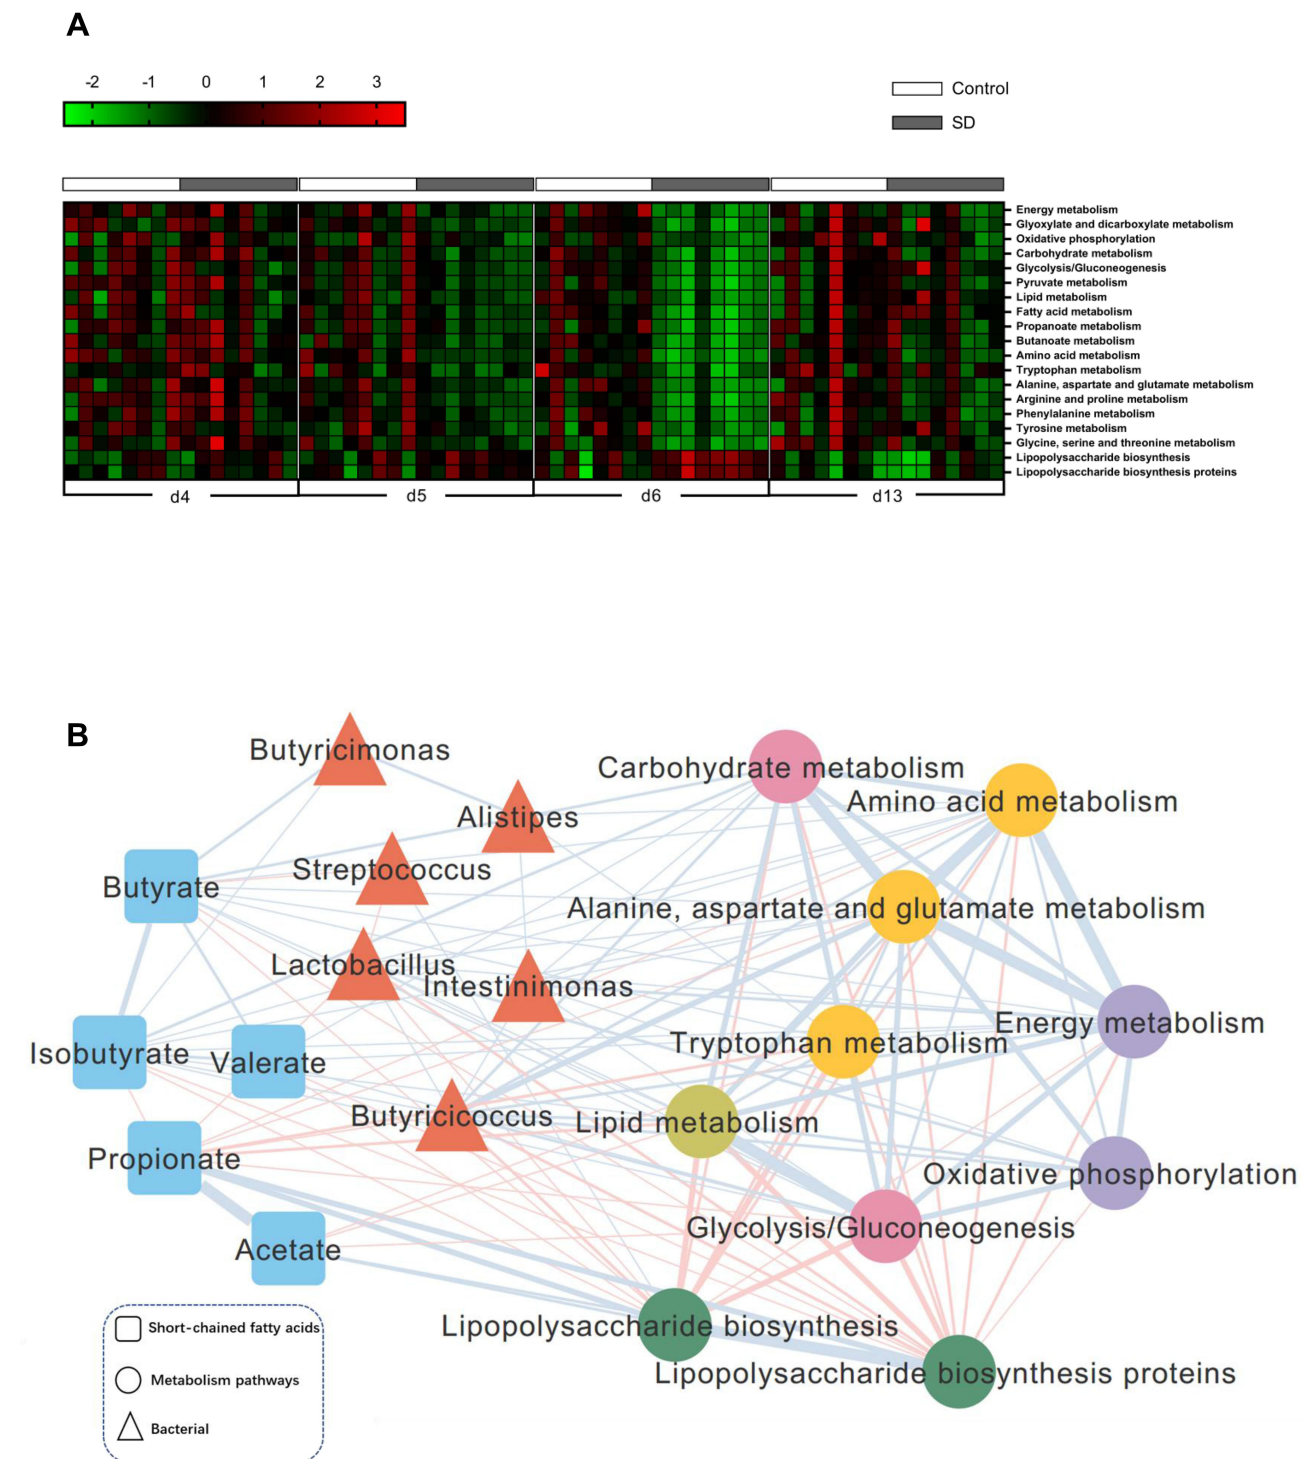 A
-2 -1 0 1 2 3
Control
SD
Energy metabolism
Glyoxylate and dicarboxylate metabolism
Oxidative phosphorylation
Carbohydrate metabolism
Glycolysis/Gluconeogenesis
Pyruvate metabolism
Lipid metabolism
Fatty acid metabolism
Propanoate metabolism
Butanoate metabolism
Amino acid metabolism
Tryptophan metabolism
Alanine, aspartate and glutamate metabolism
Arginine and proline metabolism
Phenylalanine metabolism
Tyrosine metabolism
Glycine, serine and threonine metabolism
Lipopolysaccharide biosynthesis
Lipopolysaccharide biosynthesis proteins
d4 d5 d6 d13
B
Butyricimonas
Carbohydrate metabolism
Amino acid metabolism
Alistipes
Streptococcus
Butyrate
Alanine, aspartate and glutamate metabolism
Lactobacillus
Intestinimonas
Energy metabolism
Tryptophan metabolism
Isobutyrate
Valerate
Butyricicoccus
Lipid metabolism
Propionate
Oxidative phosphorylation
Glycolysis/Gluconeogenesis
Acetate
Lipopolysaccharide biosynthesis
Lipopolysaccharide biosynthesis proteins
Short-chained fatty acids
Metabolism pathways
Bacterial